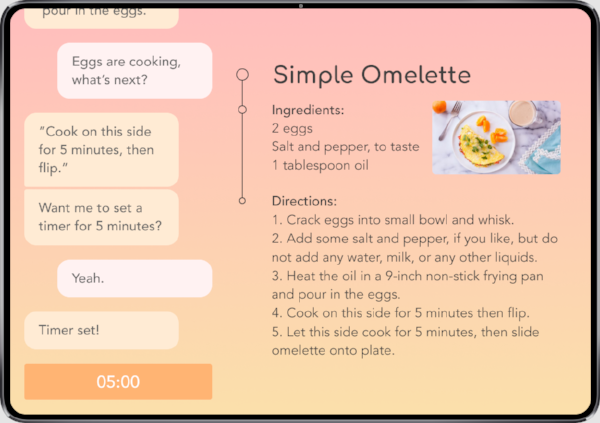 pour in the eggs.
Eggs are cooking,
what's next?
"Cook on this side
for 5 minutes, then
flip."
Want me to set a
timer for 5 minutes?
Yeah.
Timer set!
05:00
Simple Omelette
Ingredients:
2 eggs
Salt and pepper, to taste
1 tablespoon oil
Directions:
1. Crack eggs into small bowl and whisk.
2. Add some salt and pepper, if you like, but do
not add any water, milk, or any other liquids.
3. Heat the oil in a 9-inch non-stick frying pan
and pour in the eggs.
4. Cook on this side for 5 minutes then flip.
5. Let this side cook for 5 minutes, then slide
omelette onto plate.